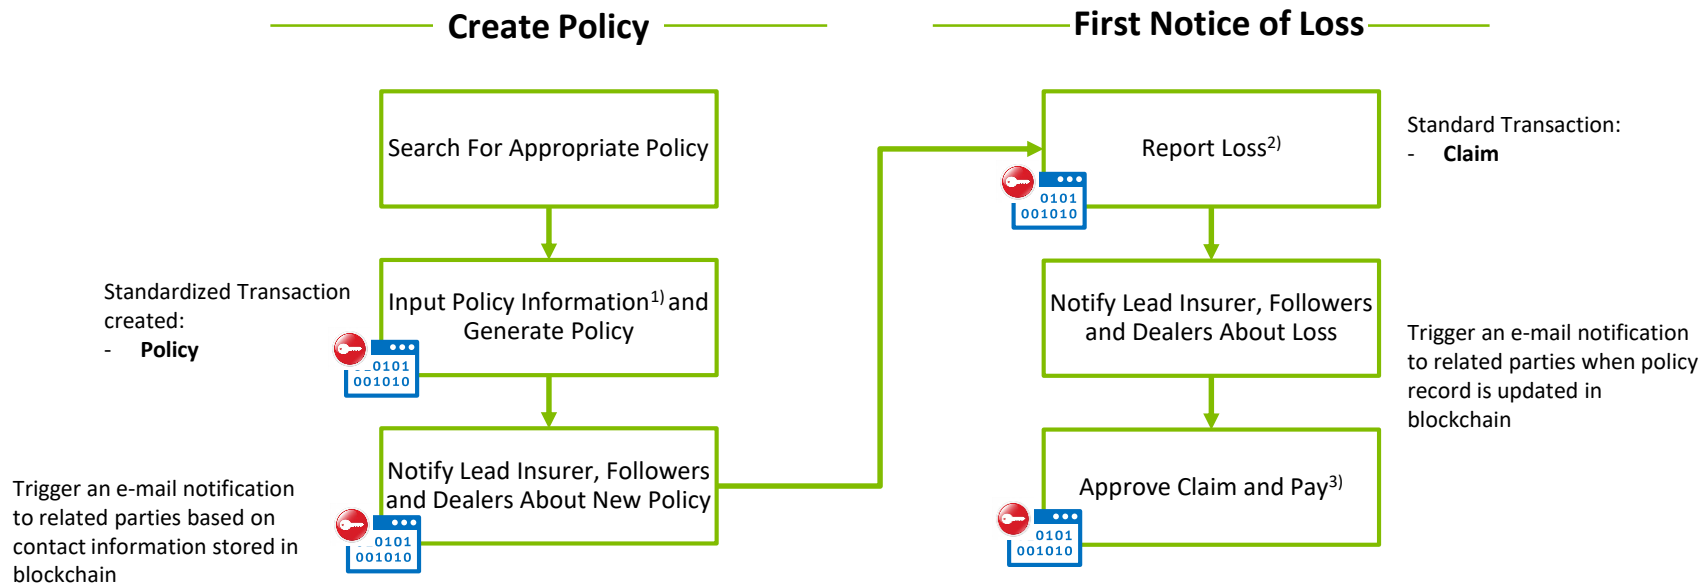 Create Policy
First Notice of Loss
Search For Appropriate Policy
Standardized Transaction
created:
- Policy
Input Policy Information1) and
Generate Policy
0101
001010
Trigger an e-mail notification
to related parties based on
contact information stored in
blockchain
Notify Lead Insurer, Followers
and Dealers About New Policy
0101
001010
Report Loss2)
0101
001010
Standard Transaction:
- Claim
Notify Lead Insurer, Followers
and Dealers About Loss
Trigger an e-mail notification
to related parties when policy
record is updated in
blockchain
Approve Claim and Pay3)
0101
001010